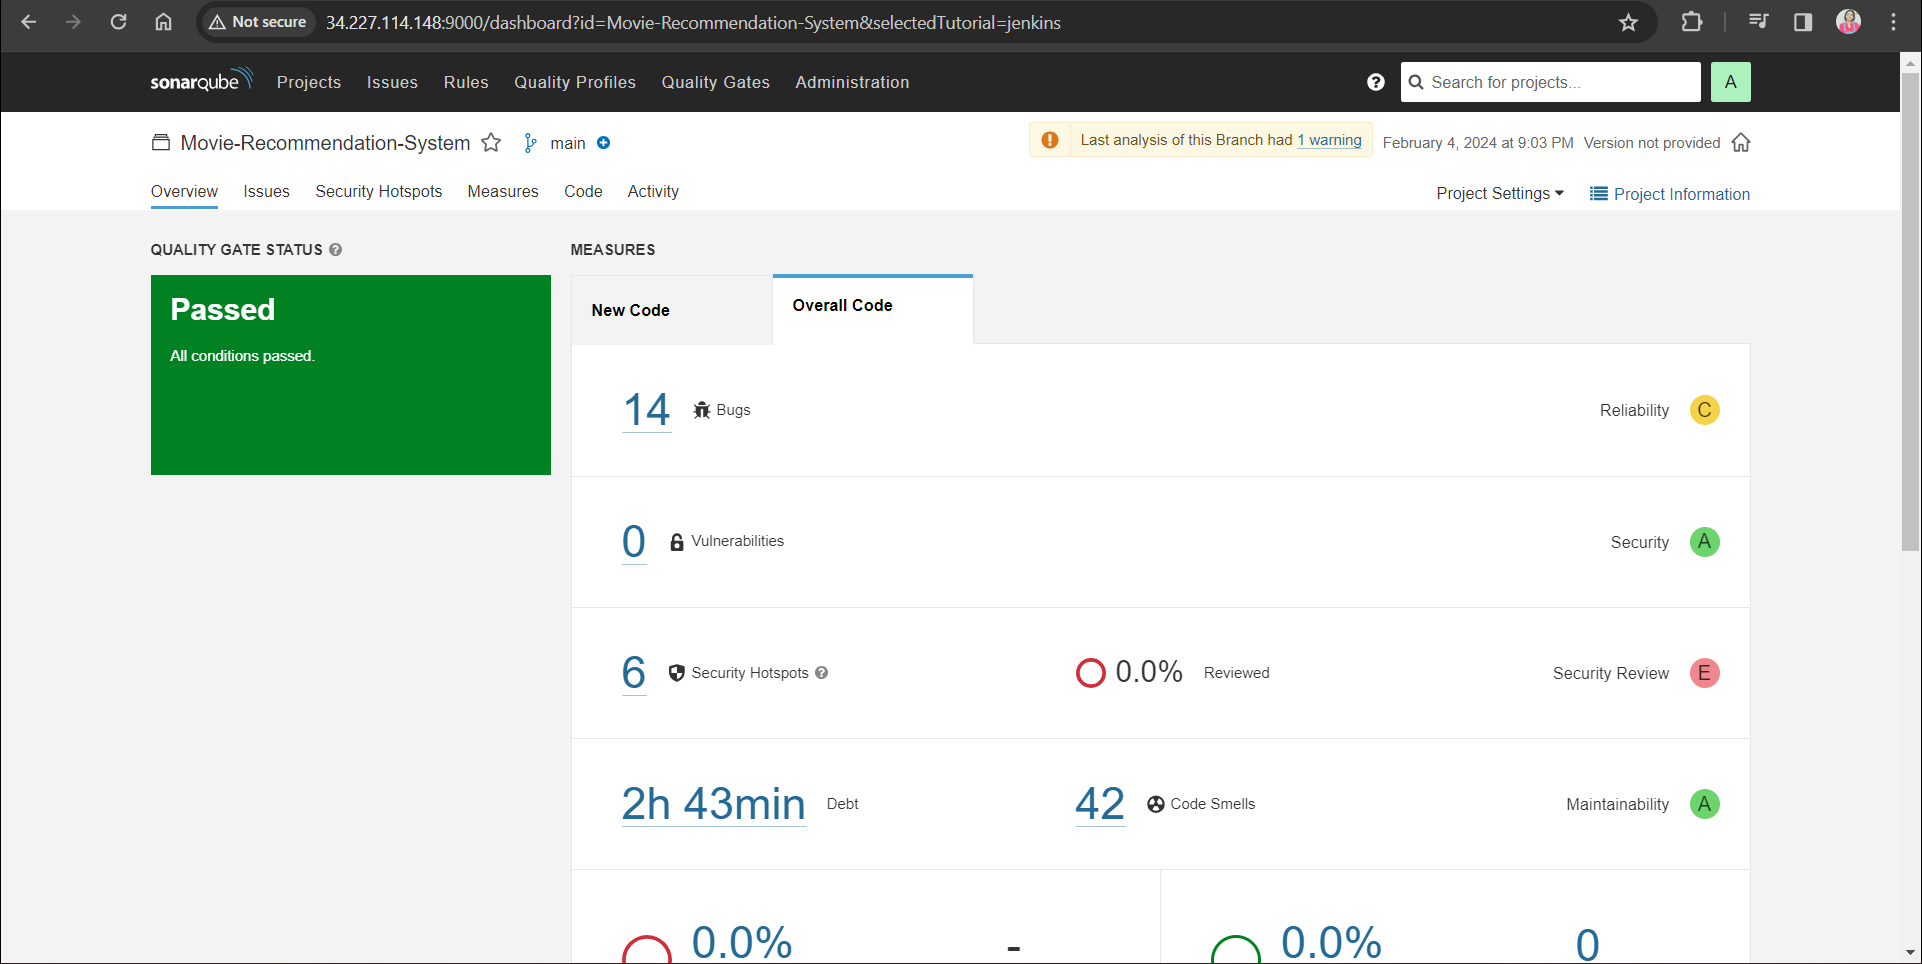 Not secure 34.227.114.148:9000/dashboard?id=Movie-Recommendation-System&selectedTutorial=jenkins
sonarqube Projects Issues Rules Quality Profiles Quality Gates Administration ? Search for projects... A
Movie-Recommendation-System main Last analysis of this Branch had 1 warning February 4, 2024 at 9:03 PM Version not provided
Overview Issues Security Hotspots Measures Code Activity Project Settings Project Information
QUALITY GATE STATUS ?
Passed
All conditions passed.
MEASURES
New Code
Overall Code
14 Bugs Reliability C
0 Vulnerabilities Security A
6 Security Hotspots ? 0.0% Reviewed Security Review E
2h 43min Debt 42 Code Smells Maintainability A
0.0% - 0.0% 0